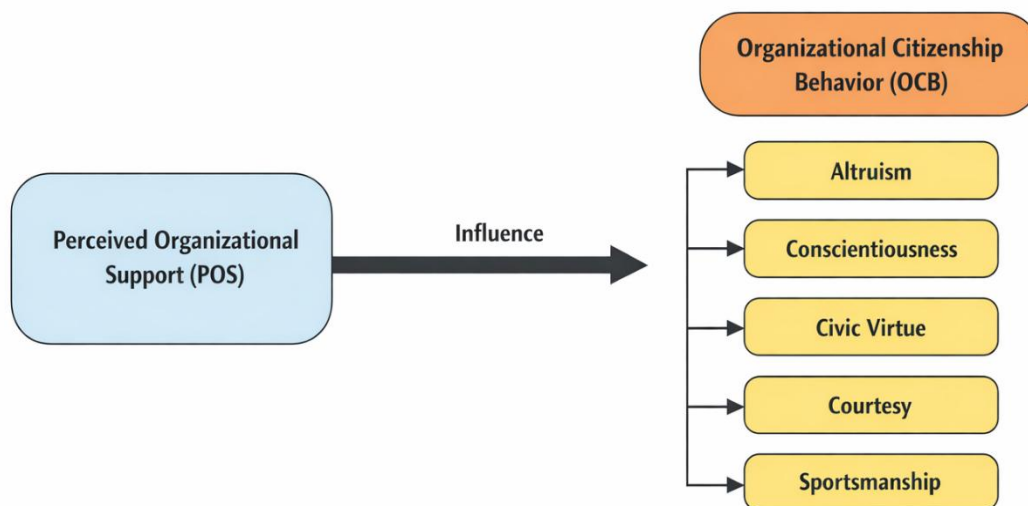 Organizational Citizenship
Behavior (OCB)
Perceived Organizational
Support (POS)
Influence
Altruism
Conscientiousness
Civic Virtue
Courtesy
Sportsmanship